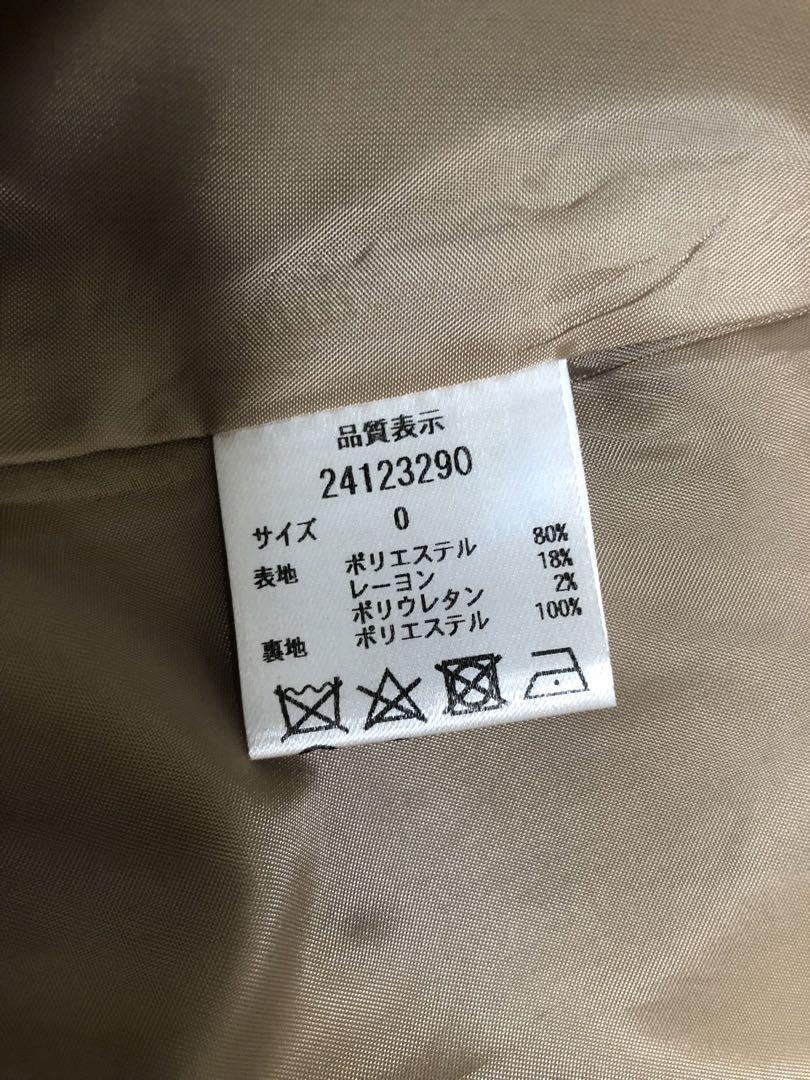 品質表示
24123290
サイズ 0
表地 ポリエステル 80%
レーヨン 18%
ポリウレタン 2%
裏地 ポリエステル 100%